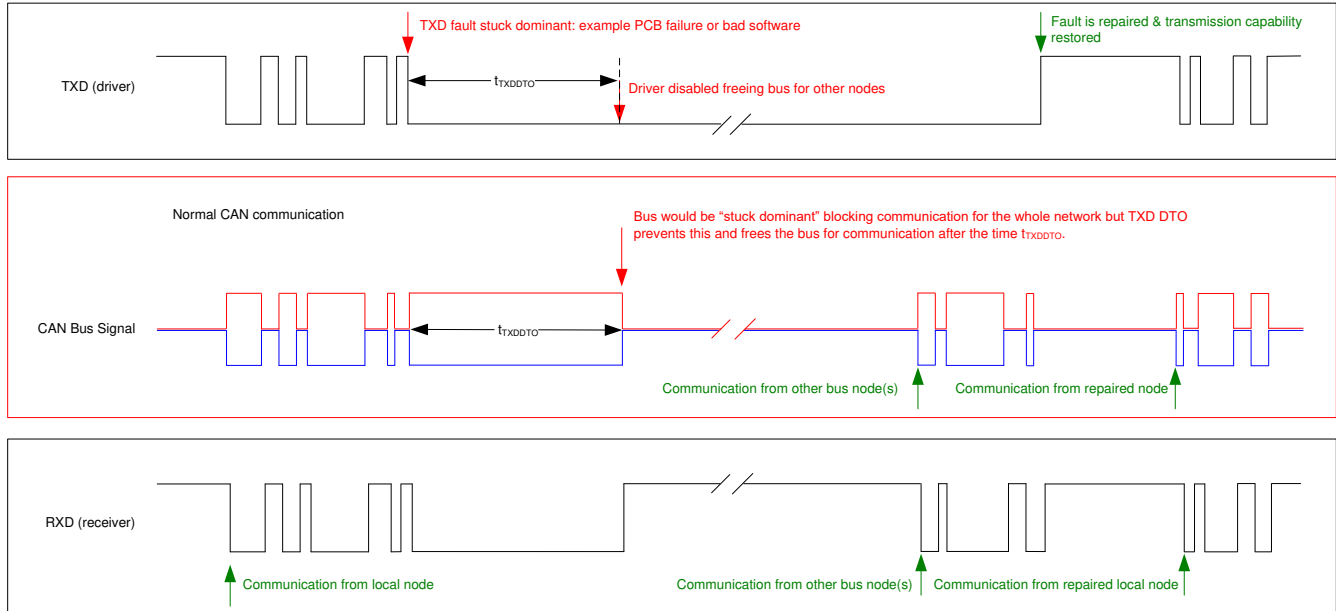 TXD fault stuck dominant: example PCB failure or bad software
Fault is repaired & transmission capability
restored
TXD (driver)
tTXDDTO
Driver disabled freeing bus for other nodes
Normal CAN communication
Bus would be “stuck dominant” blocking communication for the whole network but TXD DTO
prevents this and frees the bus for communication after the time tTXDDTO.
CAN Bus Signal
tTXDDTO
Communication from other bus node(s)
Communication from repaired node
RXD (receiver)
Communication from local node
Communication from other bus node(s)
Communication from repaired local node